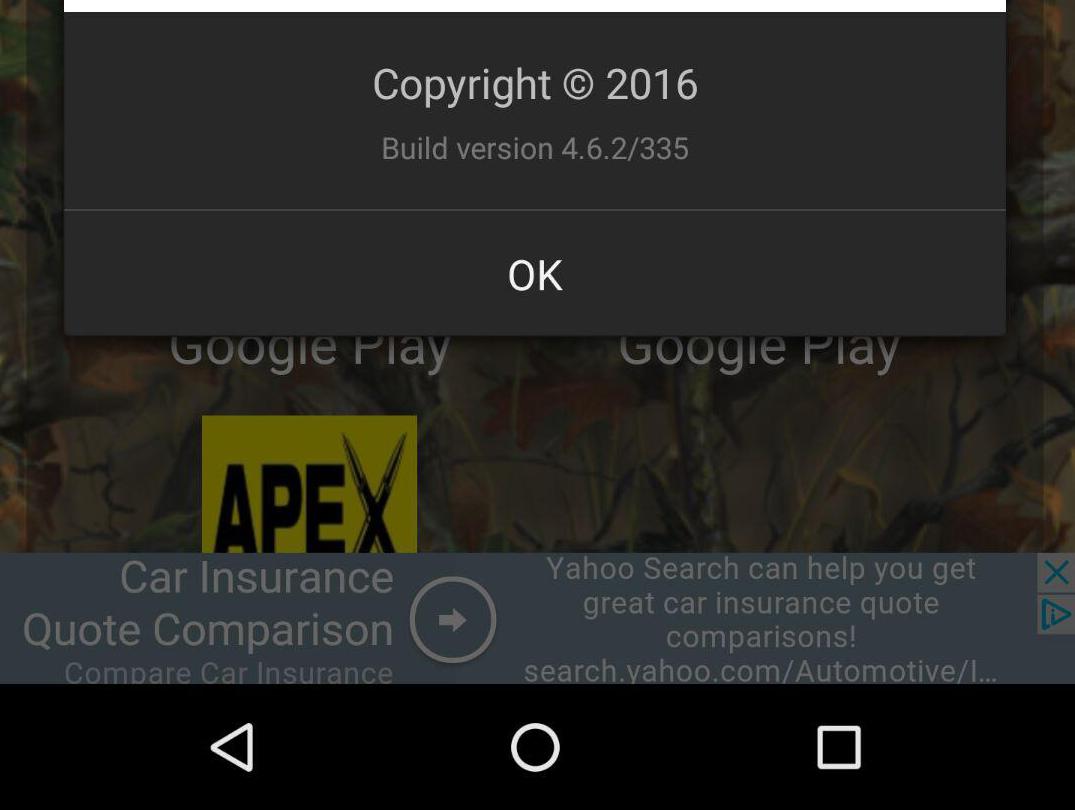 Copyright © 2016
Build version 4.6.2/335
OK
Google Play
Google Play
APEX
Car Insurance
Quote Comparison
Compare Car Insurance
Yahoo Search can help you get
great car insurance quote
comparisons!
search.yahoo.com/Automotive/I...